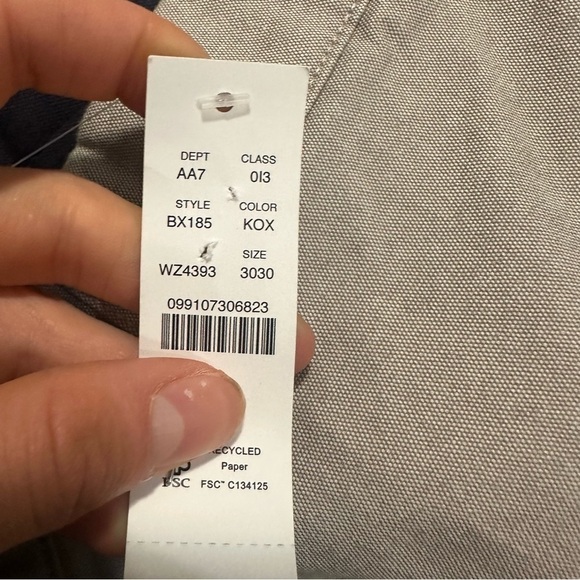 DEPT CLASS
AA7 0I3
STYLE COLOR
BX185 KOX
SIZE
WZ4393 3030
099107306823
RECYCLED
Paper
FSC FSC™ C134125